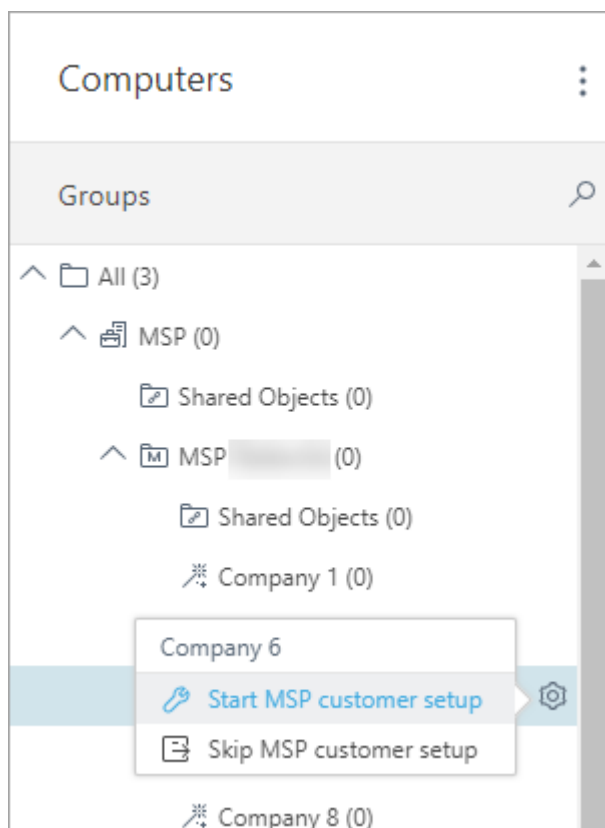 Computers
Groups
All (3)
MSP (0)
Shared Objects (0)
MSP (0)
Shared Objects (0)
Company 1 (0)
Company 6
Start MSP customer setup
Skip MSP customer setup
Company 8 (0)